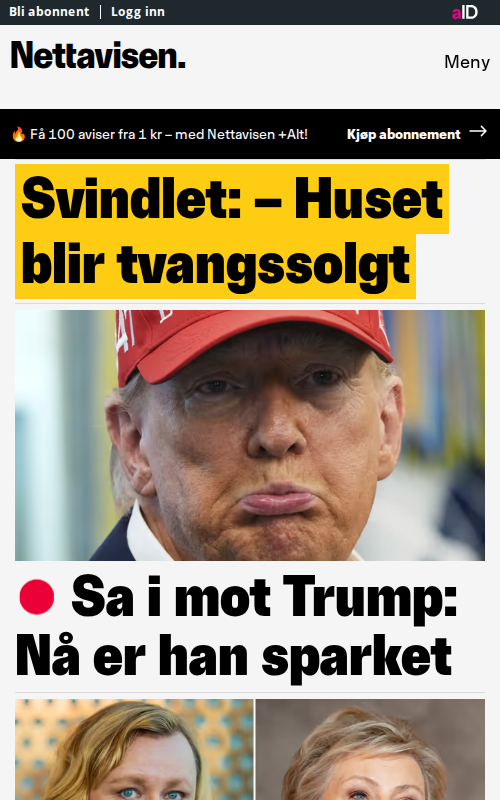 Bli abonnent | Logg inn
aID
Nettavisen.
Meny
🔥 Få 100 aviser fra 1 kr – med Nettavisen +Alt!
Kjøp abonnement →
Svindlet: – Huset
blir tvangssolgt
Sa i mot Trump:
Nå er han sparket